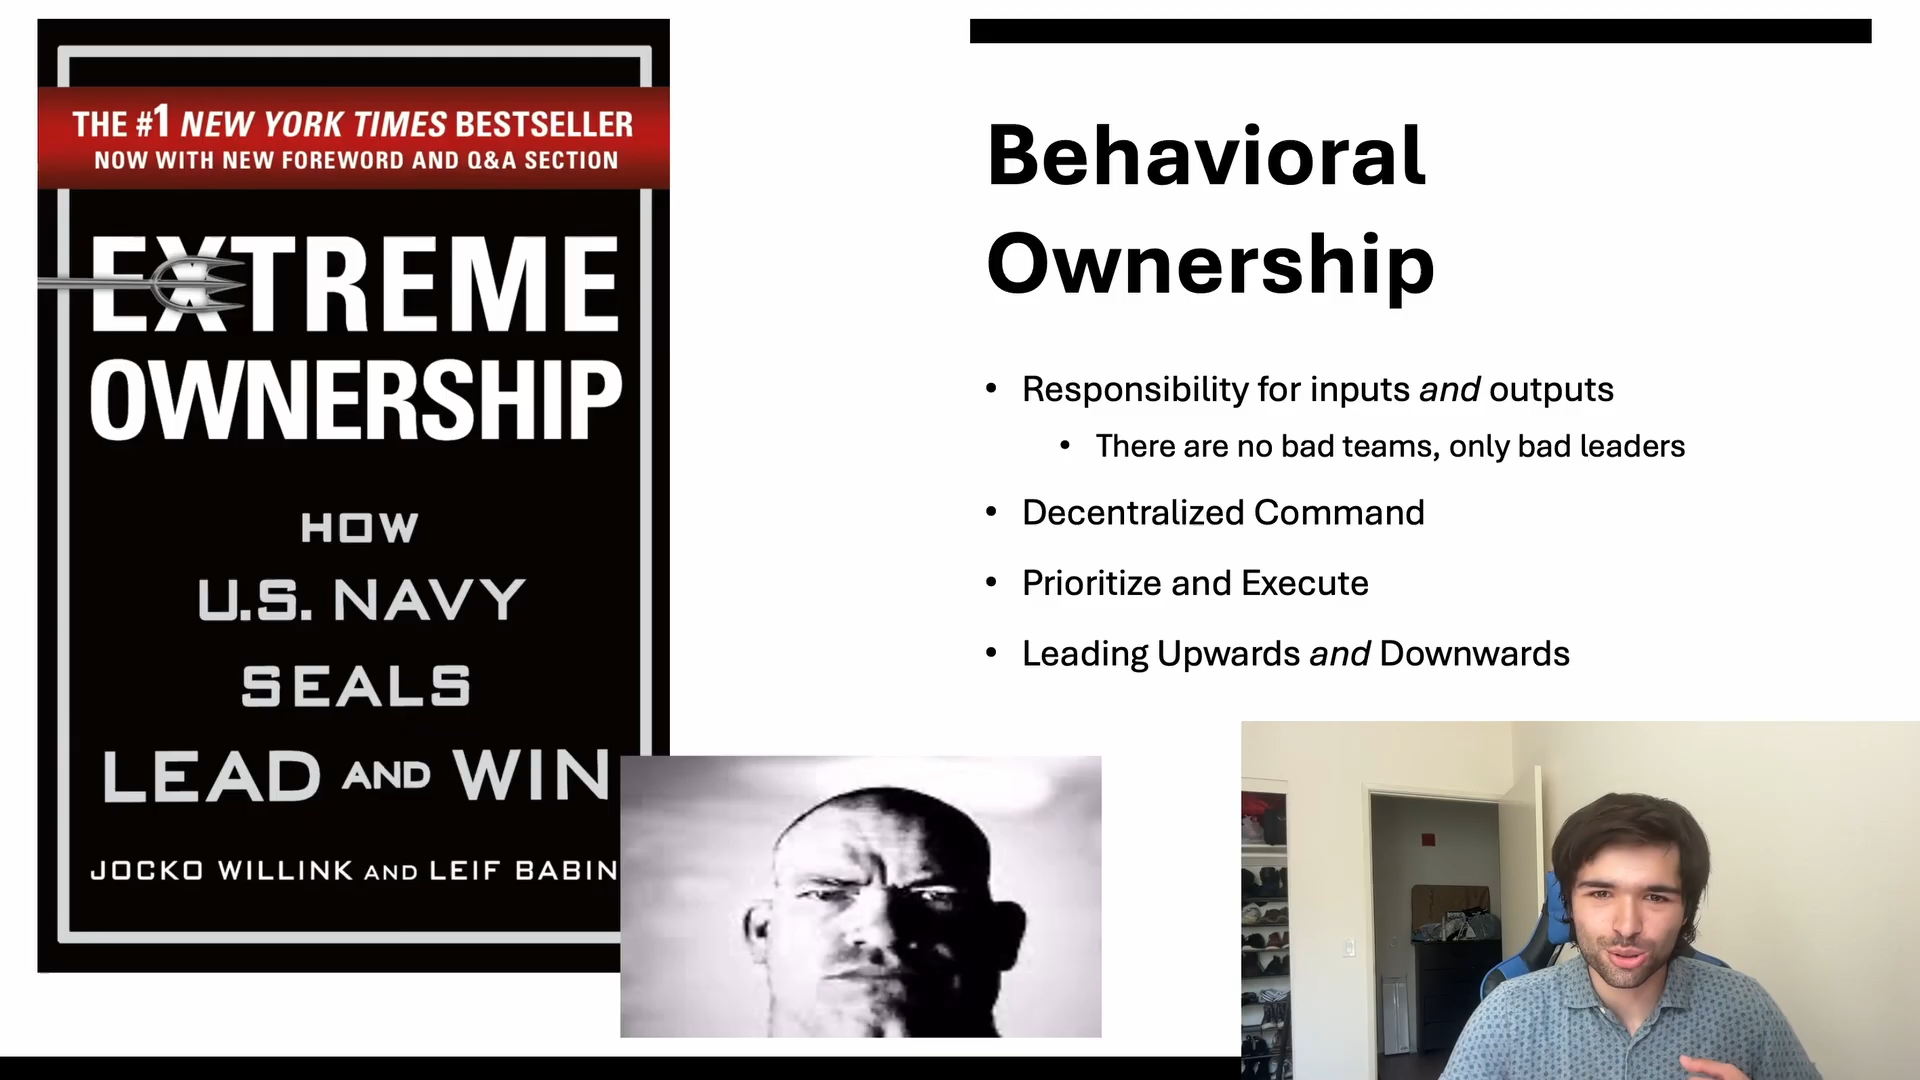 THE #1 NEW YORK TIMES BESTSELLER
NOW WITH NEW FOREWORD AND Q&A SECTION
EXTREME
OWNERSHIP
HOW
U.S. NAVY
SEALS
LEAD AND WIN
JOCKO WILLINK AND LEIF BABIN
Behavioral
Ownership
• Responsibility for inputs and outputs
• There are no bad teams, only bad leaders
• Decentralized Command
• Prioritize and Execute
• Leading Upwards and Downwards